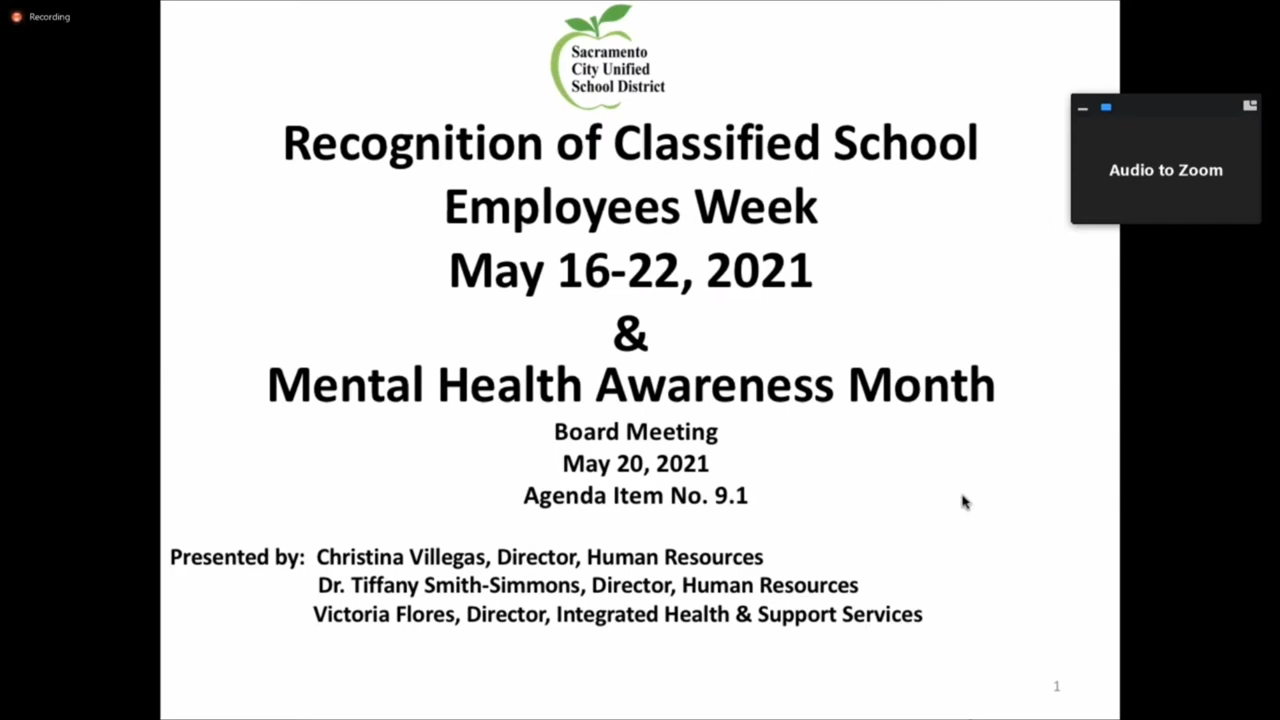 Recording
Sacramento
City Unified
School District
Recognition of Classified School
Employees Week
May 16-22, 2021
&
Mental Health Awareness Month
Board Meeting
May 20, 2021
Agenda Item No. 9.1
Presented by: Christina Villegas, Director, Human Resources
Dr. Tiffany Smith-Simmons, Director, Human Resources
Victoria Flores, Director, Integrated Health & Support Services
1
Audio to Zoom